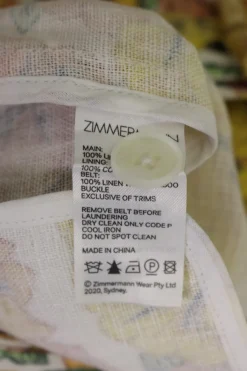 ZIMMERMANN
MAIN:
100%
LINING:
100%
BELT:
100% LINEN
BUCKLE
EXCLUSIVE OF TRIMS
REMOVE BELT BEFORE
LAUNDERING
DRY CLEAN ONLY CODE P
COOL IRON
DO NOT SPOT CLEAN
MADE IN CHINA
P
© Zimmermann Wear Pty Ltd
2020, Sydney.